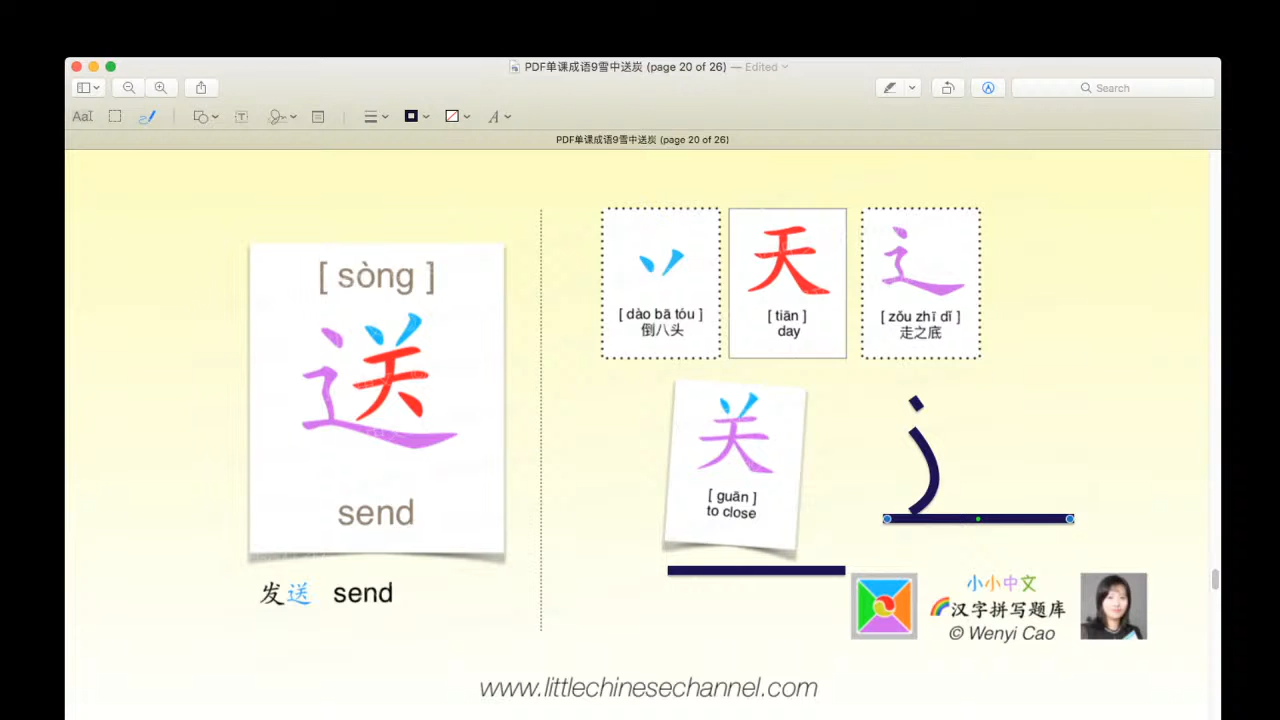 PDF单课成语9雪中送炭 (page 20 of 26) — Edited
Search
AaI
T
A
PDF单课成语9雪中送炭 (page 20 of 26)
[ sòng ]
送
send
发送 send
丷
[ dào bā tóu ]
倒八头
天
[ tiān ]
day
辶
[ zǒu zhī dǐ ]
走之底
关
[ guān ]
to close
辶
小小中文
汉字拼写题库
© Wenyi Cao
www.littlechinesechannel.com